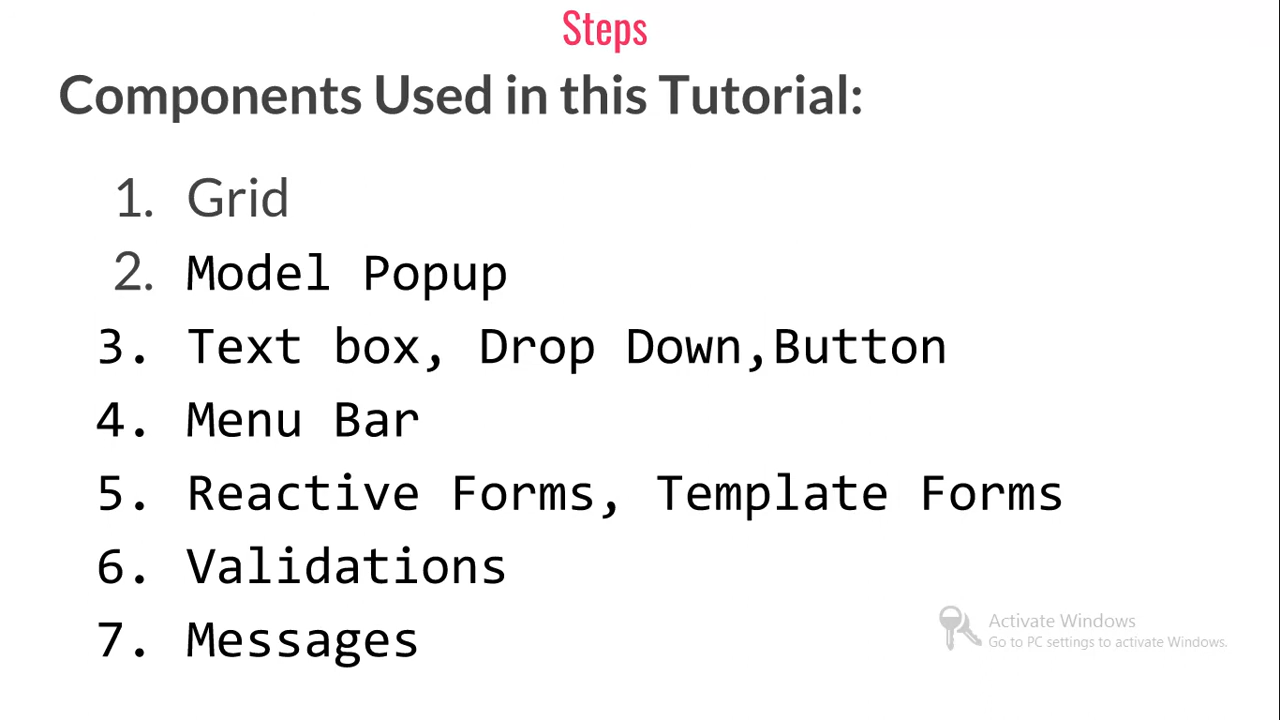 Steps
Components Used in this Tutorial:
1. Grid
2. Model Popup
3. Text box, Drop Down,Button
4. Menu Bar
5. Reactive Forms, Template Forms
6. Validations
7. Messages
Activate Windows
Go to PC settings to activate Windows.